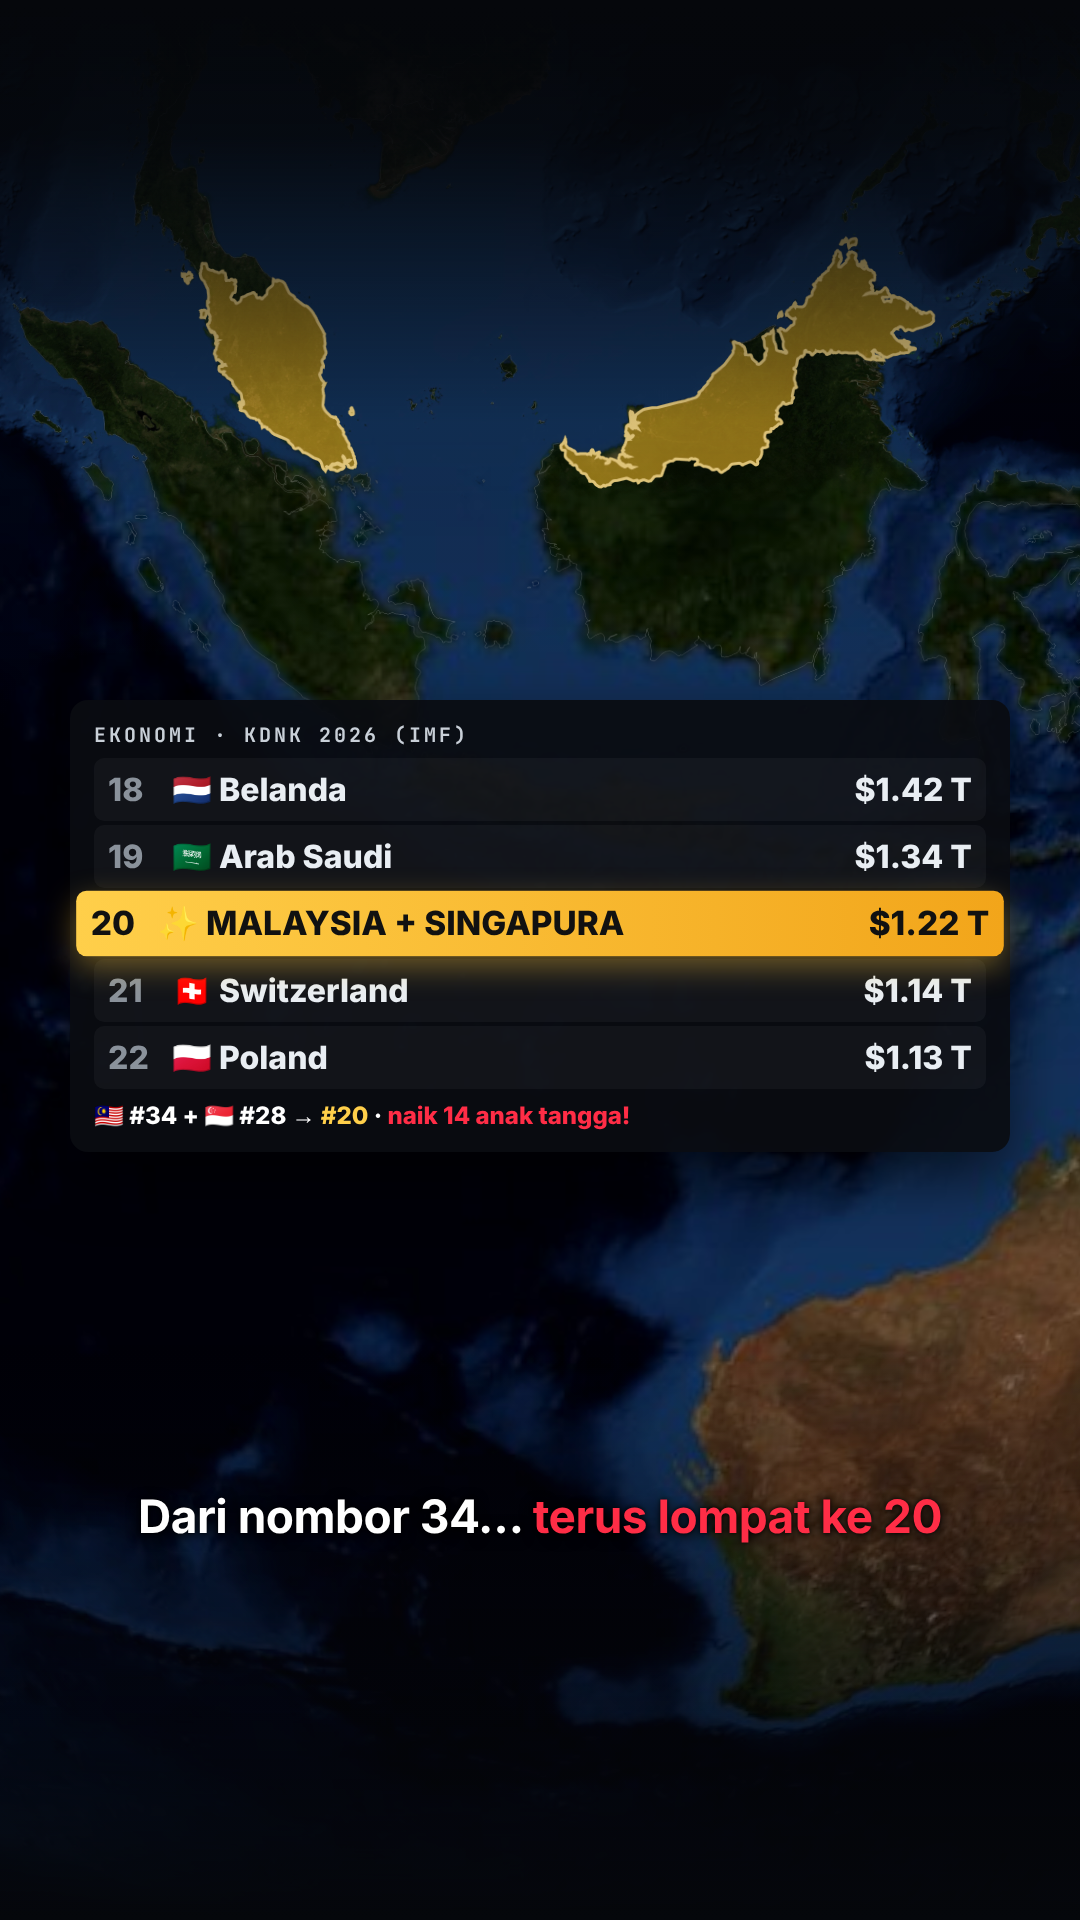 EKONOMI · KDNK 2026 (IMF)
18 🇳🇱 Belanda $1.42 T
19 🇸🇦 Arab Saudi $1.34 T
20 ✨ MALAYSIA + SINGAPURA $1.22 T
21 🇨🇭 Switzerland $1.14 T
22 🇵🇱 Poland $1.13 T
🇲🇾 #34 + 🇸🇬 #28 → #20 · naik 14 anak tangga!
Dari nombor 34... terus lompat ke 20